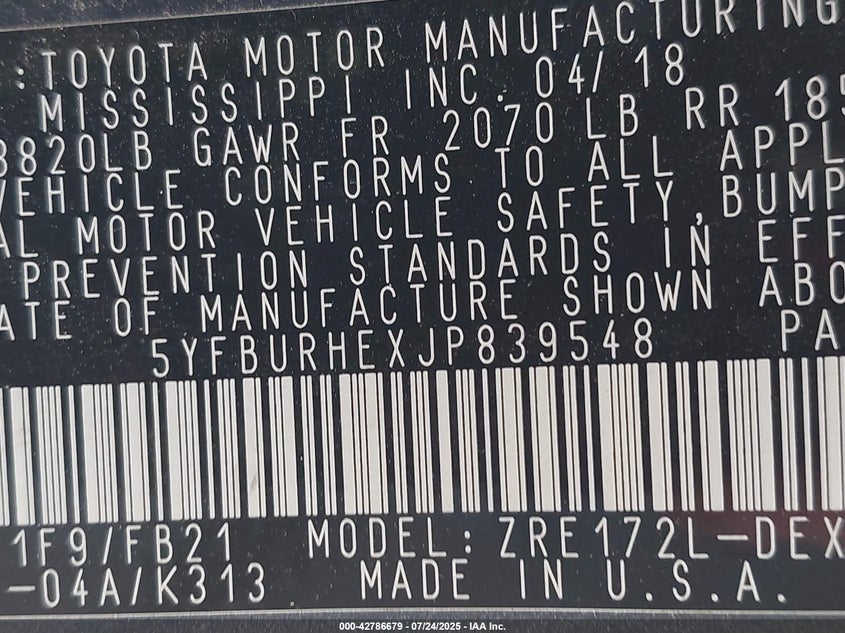 :TOYOTA MOTOR MANUFACTURING
MISSISSIPPI INC. 04/18
3820LB GAWR FR 2070LB RR 185
VEHICLE CONFORMS TO ALL APPL
AL MOTOR VEHICLE SAFETY, BUMP
PREVENTION STANDARDS IN EFF
ATE OF MANUFACTURE SHOWN ABO
5YFBURHEXJP839548 PA
1F9/FB21 MODEL: ZRE172L-DEX
-04A/K313 MADE IN U.S.A.
000-42786679 - 07/24/2025 - IAA Inc.